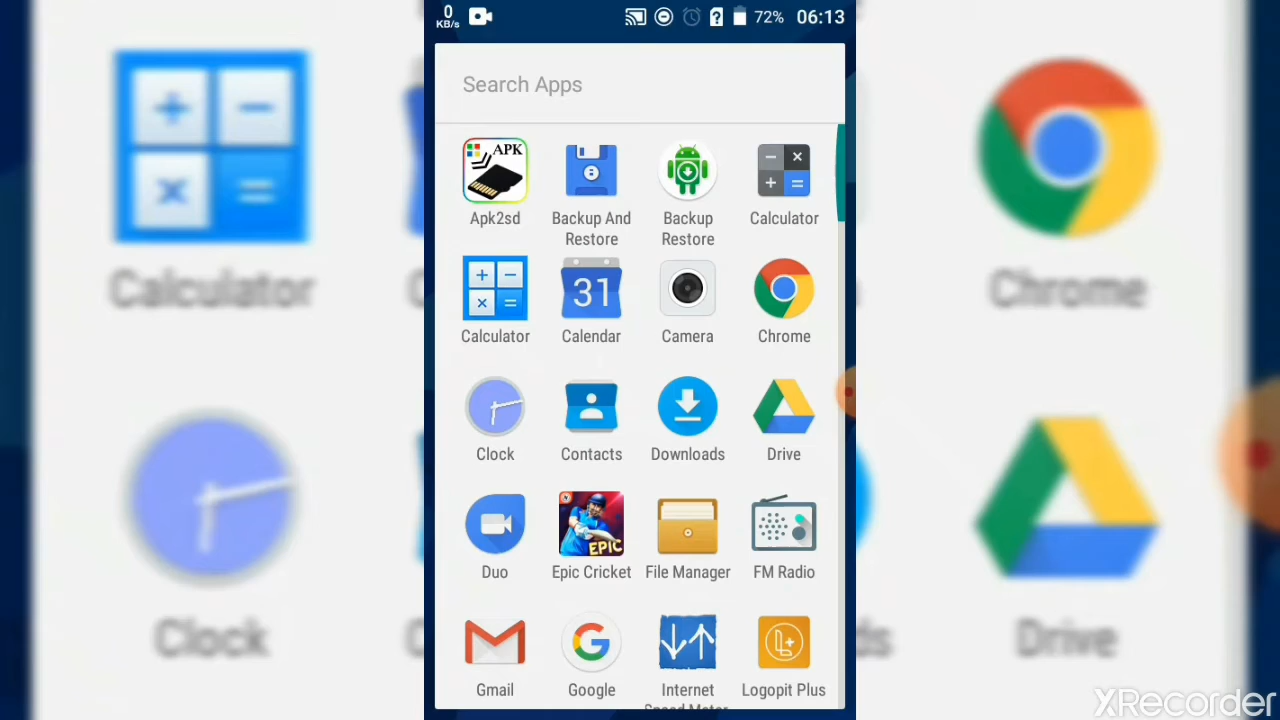 0
KB/s
72% 06:13
Search Apps
APK
Apk2sd
Backup And
Restore
Backup
Restore
Calculator
Calculator
31
Calendar
Camera
Chrome
Clock
Contacts
Downloads
Drive
Duo
EPIC
Epic Cricket
File Manager
FM Radio
Gmail
Google
Internet
Speed Meter
Logopit Plus
Calculator
Chrome
Clock
Drive
XRecorder